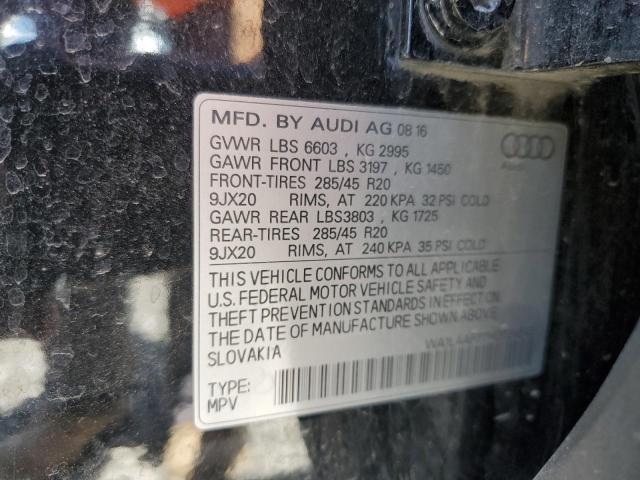 MFD. BY AUDI AG 08 16
GVWR LBS 6603 , KG 2995
GAWR FRONT LBS 3197 , KG 1450
FRONT-TIRES 285/45 R20
9JX20 RIMS, AT 220 KPA 32 PSI COLD
GAWR REAR LBS3803 , KG 1725
REAR-TIRES 285/45 R20
9JX20 RIMS, AT 240 KPA 35 PSI COLD
Audi
THIS VEHICLE CONFORMS TO ALL APPLICABLE
U.S. FEDERAL MOTOR VEHICLE SAFETY AND
THEFT PREVENTION STANDARDS IN EFFECT ON
THE DATE OF MANUFACTURE SHOWN ABOVE.
SLOVAKIA
TYPE:
MPV